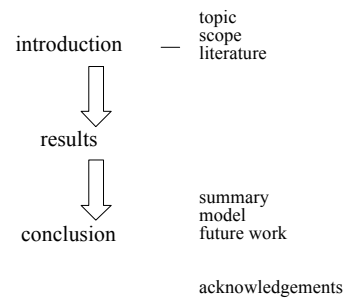 topic
scope
introduction — literature
results
summary
model
conclusion future work
acknowledgements